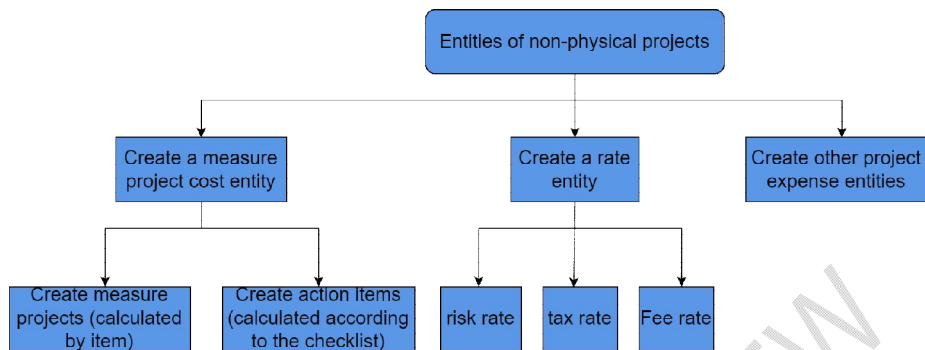 Entities of non-physical projects
Create a measure
project cost entity
Create a rate
entity
Create other project
expense entities
Create measure
projects (calculated
by item)
Create action items
(calculated according
to the checklist)
risk rate
tax rate
Fee rate